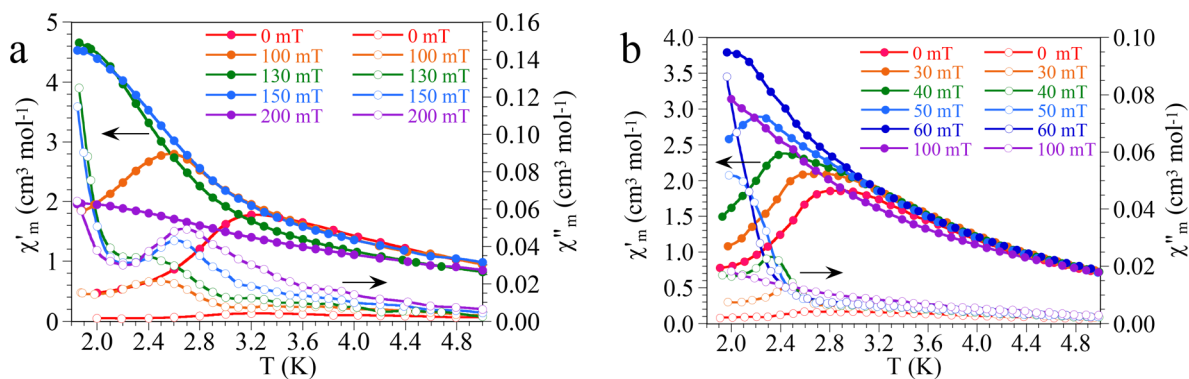 a
5
4
3
2
1
0
χ'm (cm³ mol⁻¹)
0 mT
100 mT
130 mT
150 mT
200 mT
0 mT
100 mT
130 mT
150 mT
200 mT
0.16
0.14
0.12
0.10
0.08
0.06
0.04
0.02
0.00
χ"m (cm³ mol⁻¹)
2.0 2.4 2.8 3.2 3.6 4.0 4.4 4.8
T (K)
b
4.0
3.5
3.0
2.5
2.0
1.5
1.0
0.5
0.0
χ'm (cm³ mol⁻¹)
0 mT
30 mT
40 mT
50 mT
60 mT
100 mT
0 mT
30 mT
40 mT
50 mT
60 mT
100 mT
0.10
0.08
0.06
0.04
0.02
0.00
χ"m (cm³ mol⁻¹)
2.0 2.4 2.8 3.2 3.6 4.0 4.4 4.8
T (K)